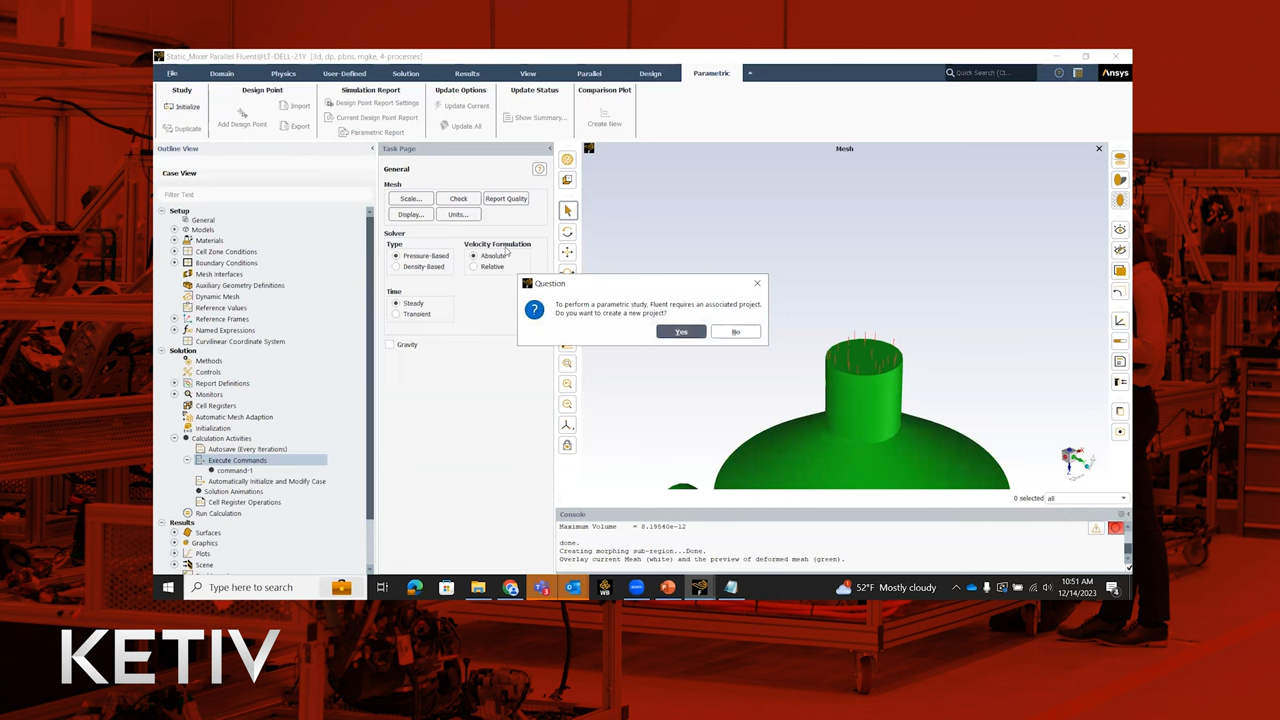 Static_Mixer Parallel Fluent@LT-DELL-21Y [3d, dp, pbns, rngke, 4-processes]
File Domain Physics User-Defined Solution Results View Parallel Design Parametric Quick Search (Ct... Ansys
Study Design Point Simulation Report Update Options Update Status Comparison Plot
Initialize Import Design Point Report Settings Update Current
Add Design Point Current Design Point Report Show Summary... Create New
Duplicate Export Parametric Report Update All
Outline View
Task Page
Mesh
Case View
Filter Text
Setup
General
Models
Materials
Cell Zone Conditions
Boundary Conditions
Mesh Interfaces
Auxiliary Geometry Definitions
Dynamic Mesh
Reference Values
Reference Frames
Named Expressions
Curvilinear Coordinate System
Solution
Methods
Controls
Report Definitions
Monitors
Cell Registers
Automatic Mesh Adaption
Initialization
Calculation Activities
Autosave (Every Iterations)
Execute Commands
command-1
Automatically Initialize and Modify Case
Solution Animations
Cell Register Operations
Run Calculation
Results
Surfaces
Graphics
Plots
Scene
General
Mesh
Scale... Check Report Quality
Display... Units...
Solver
Type Velocity Formulation
Pressure-Based Absolute
Density-Based Relative
Time
Steady
Transient
Gravity
Question
To perform a parametric study, Fluent requires an associated project.
Do you want to create a new project?
Yes No
0 selected all
Console
Maximum Volume = 8.19540e-12
done.
Creating morphing sub-region...Done.
Overlay current Mesh (white) and the preview of deformed mesh (green).
Type here to search
WB
zoom
52°F Mostly cloudy
10:51 AM
12/14/2023
4
KETIV